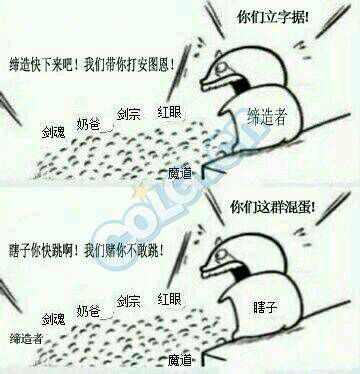 你们立字据!
缔造快下来吧！我们带你打安图恩!
剑魂 奶爸 剑宗 红眼
缔造者
魔道
COLG.CN
你们这群混蛋!
瞎子你快跳啊！我们赌你不敢跳!
剑魂 奶爸 剑宗 红眼
瞎子
缔造者
魔道